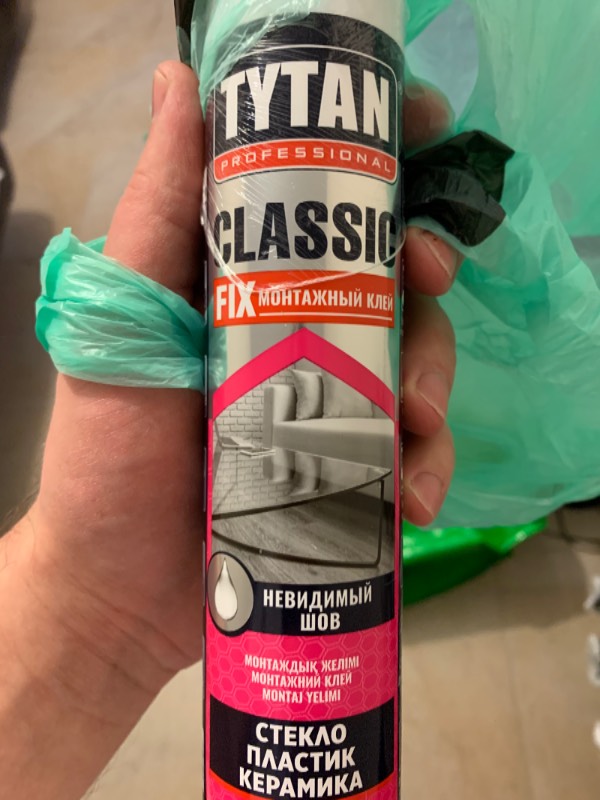 TYTAN
PROFESSIONAL
CLASSIC
FIX МОНТАЖНЫЙ КЛЕЙ
НЕВИДИМЫЙ
ШОВ
МОНТАЖДЫҚ ЖЕЛІМІ
МОНТАЖНИЙ КЛЕЙ
MONTAJ YELIMI
СТЕКЛО
ПЛАСТИК
КЕРАМИКА